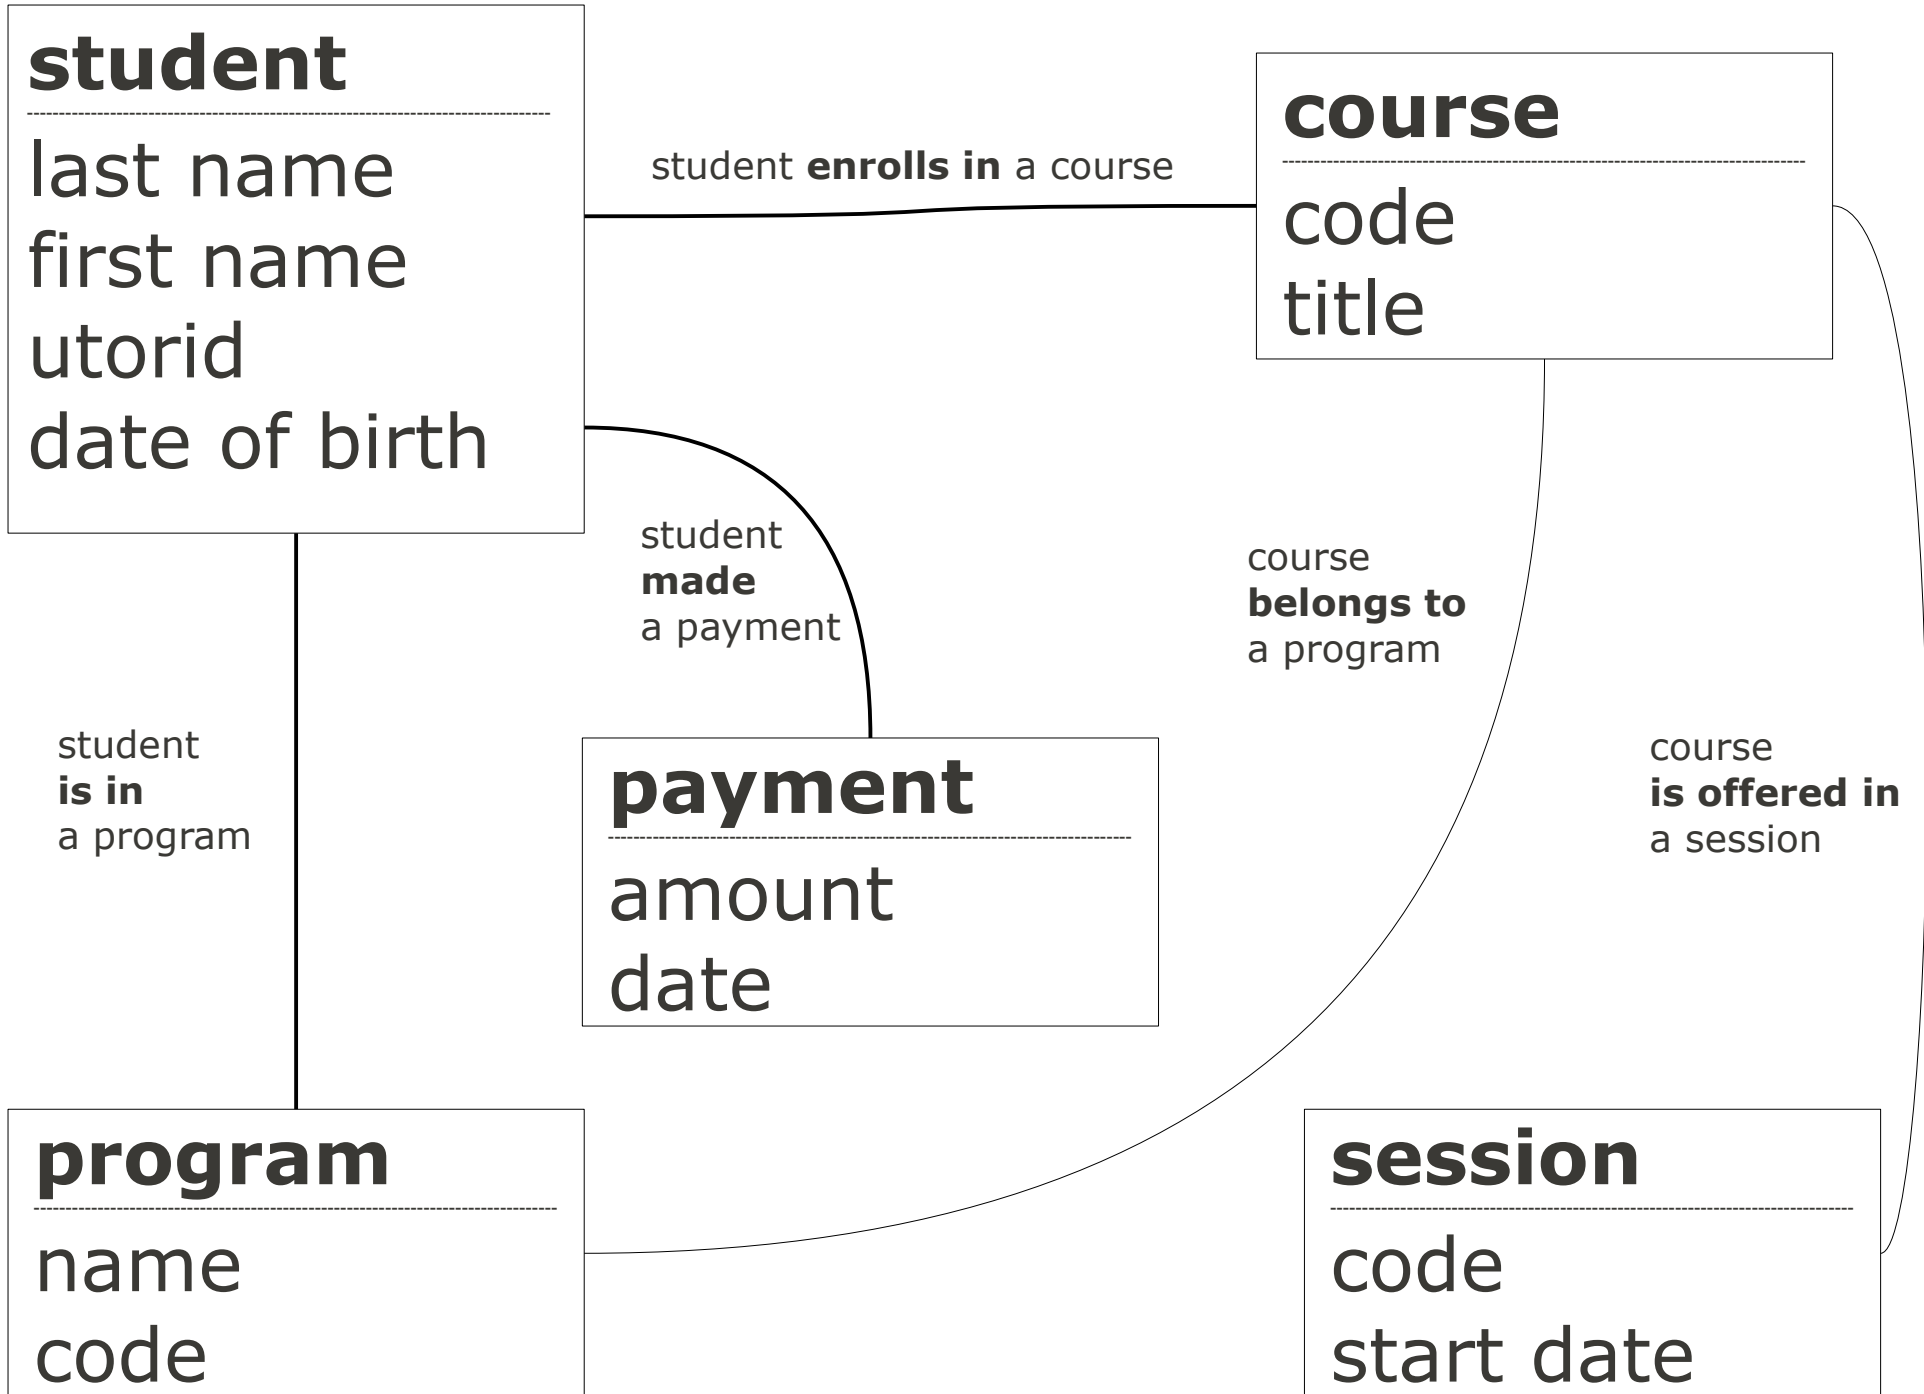 student
last name
first name
utorid
date of birth
student enrolls in a course
course
code
title
student
made
a payment
course
belongs to
a program
student
is in
a program
payment
amount
date
course
is offered in
a session
program
name
code
session
code
start date